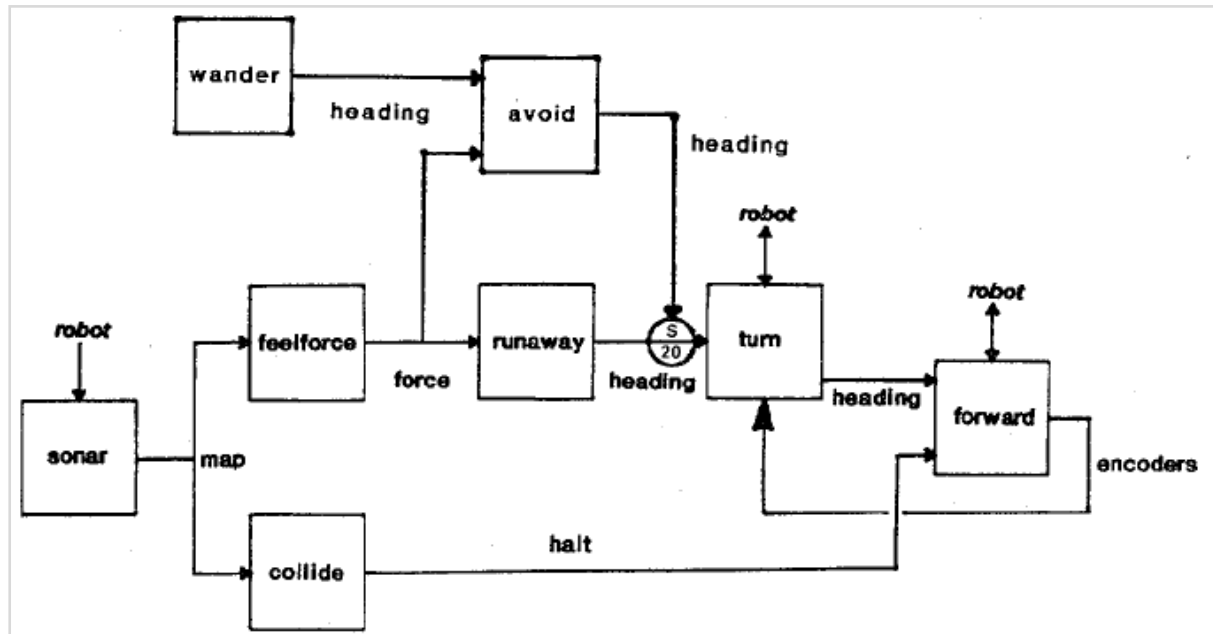 wander
heading
avoid
heading
robot
robot
robot
feelforce
force
runaway
S
20
heading
turn
heading
forward
sonar
map
encoders
halt
collide